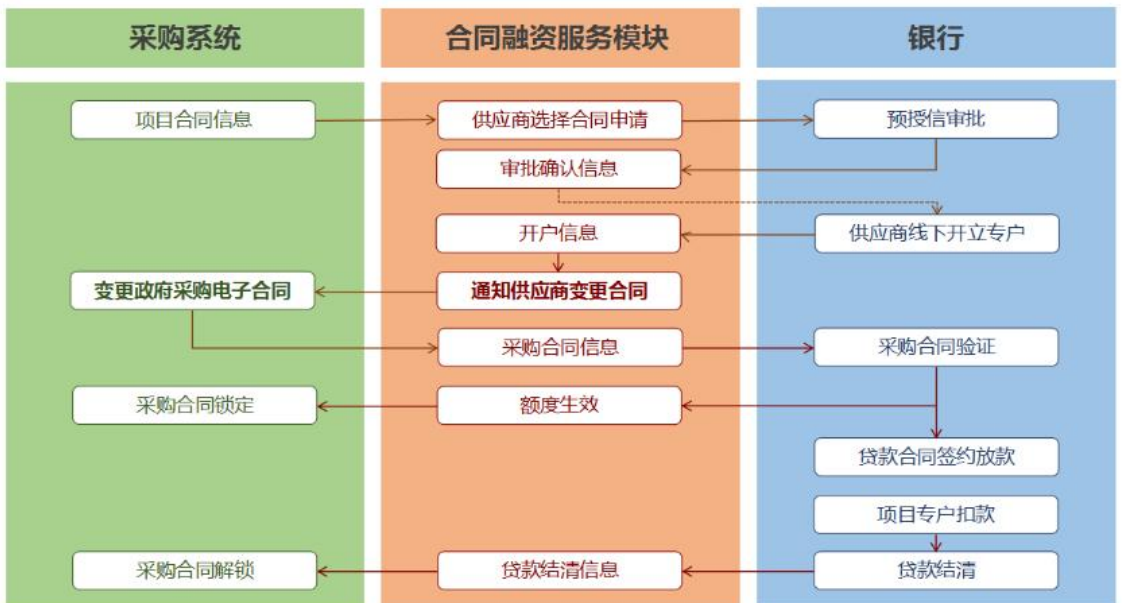 采购系统
合同融资服务模块
银行
项目合同信息
供应商选择合同申请
预授信审批
审批确认信息
开户信息
供应商线下开立专户
变更政府采购电子合同
通知供应商变更合同
采购合同信息
采购合同验证
采购合同锁定
额度生效
贷款合同签约放款
项目专户扣款
采购合同解锁
贷款结清信息
贷款结清